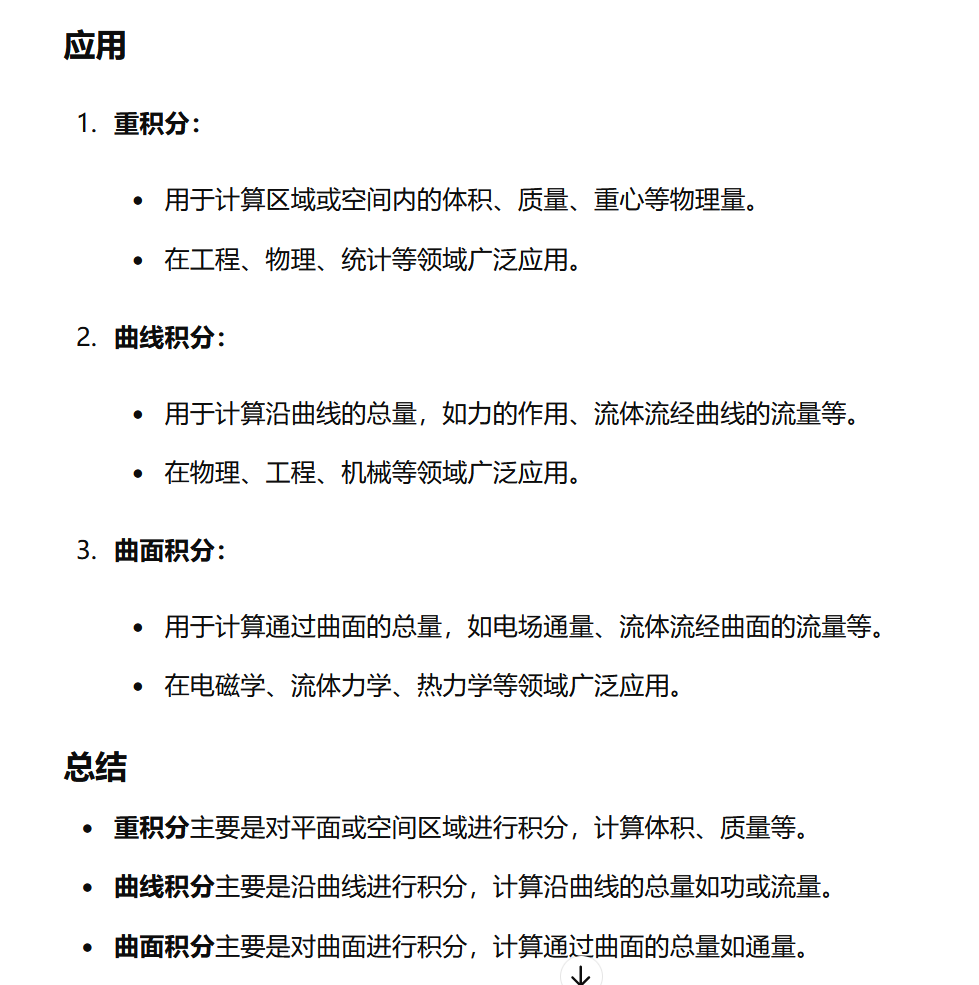 应用
1. 重积分：
• 用于计算区域或空间内的体积、质量、重心等物理量。
• 在工程、物理、统计等领域广泛应用。
2. 曲线积分：
• 用于计算沿曲线的总量，如力的作用、流体流经曲线的流量等。
• 在物理、工程、机械等领域广泛应用。
3. 曲面积分：
• 用于计算通过曲面的总量，如电场通量、流体流经曲面的流量等。
• 在电磁学、流体力学、热力学等领域广泛应用。
总结
• 重积分主要是对平面或空间区域进行积分，计算体积、质量等。
• 曲线积分主要是沿曲线进行积分，计算沿曲线的总量如功或流量。
• 曲面积分主要是对曲面进行积分，计算通过曲面的总量如通量。